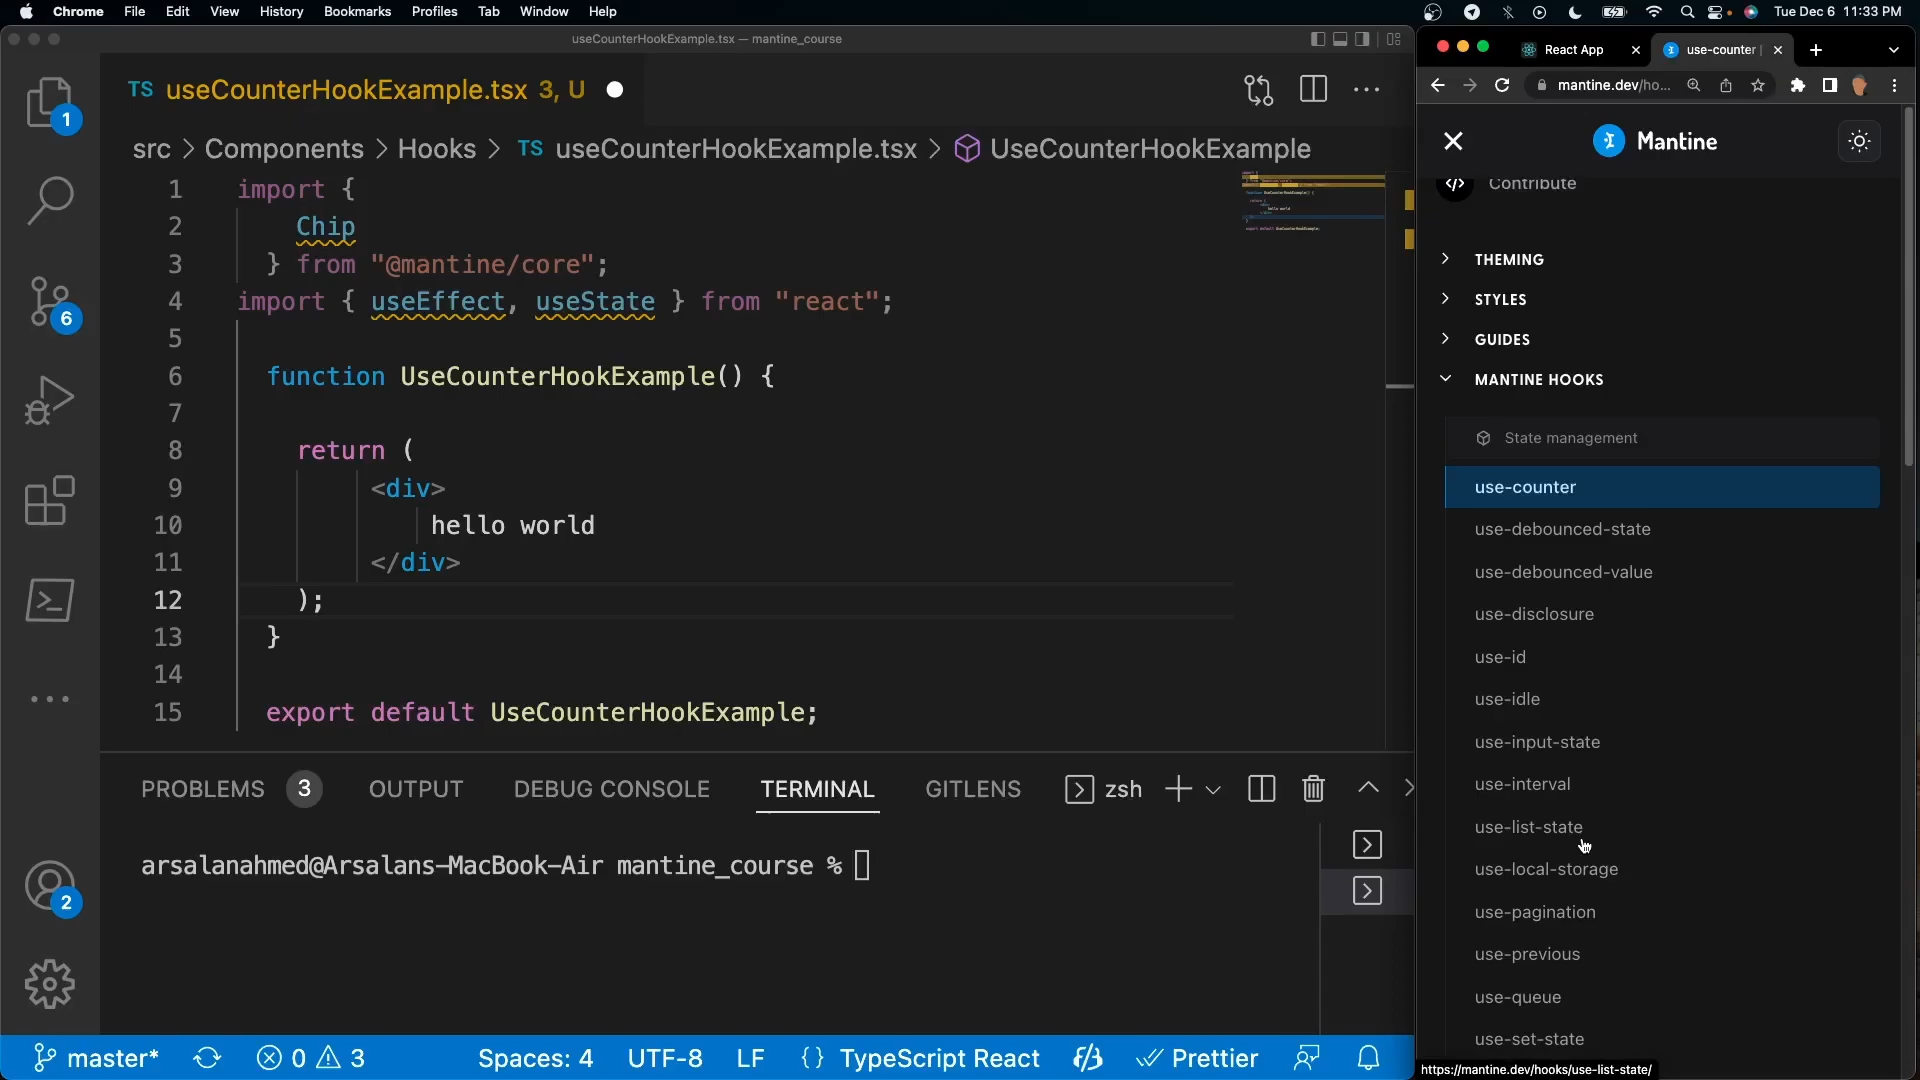 Chrome File Edit View History Bookmarks Profiles Tab Window Help
Tue Dec 6 11:33 PM
useCounterHookExample.tsx — mantine_course
TS useCounterHookExample.tsx 3, U
src > Components > Hooks > TS useCounterHookExample.tsx > UseCounterHookExample
1 import {
2 Chip
3 } from "@mantine/core";
4 import { useEffect, useState } from "react";
5
6 function UseCounterHookExample() {
7
8 return (
9 <div>
10 hello world
11 </div>
12 );
13 }
14
15 export default UseCounterHookExample;
PROBLEMS 3 OUTPUT DEBUG CONSOLE TERMINAL GITLENS zsh
arsalanahmed@Arsalans-MacBook-Air mantine_course %
1
6
2
master* 0 3 Spaces: 4 UTF-8 LF {} TypeScript React Prettier
React App
use-counter |
mantine.dev/ho...
Mantine
Contribute
THEMING
STYLES
GUIDES
MANTINE HOOKS
State management
use-counter
use-debounced-state
use-debounced-value
use-disclosure
use-id
use-idle
use-input-state
use-interval
use-list-state
use-local-storage
use-pagination
use-previous
use-queue
use-set-state
https://mantine.dev/hooks/use-list-state/